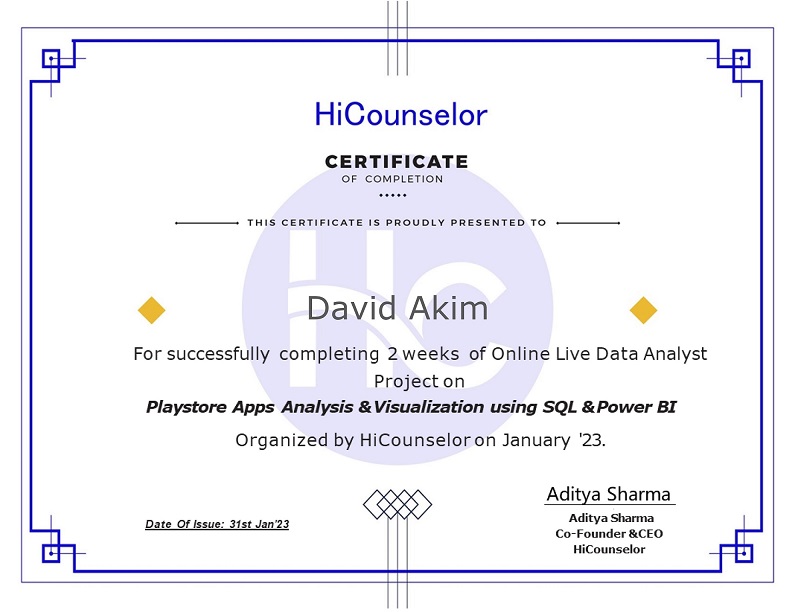 HiCounselor
CERTIFICATE
OF COMPLETION
THIS CERTIFICATE IS PROUDLY PRESENTED TO
HC
David Akim
For successfully completing 2 weeks of Online Live Data Analyst
Project on
Playstore Apps Analysis & Visualization using SQL & Power BI
Organized by HiCounselor on January '23.
Date Of Issue: 31st Jan'23
Aditya Sharma
Aditya Sharma
Co-Founder &CEO
HiCounselor